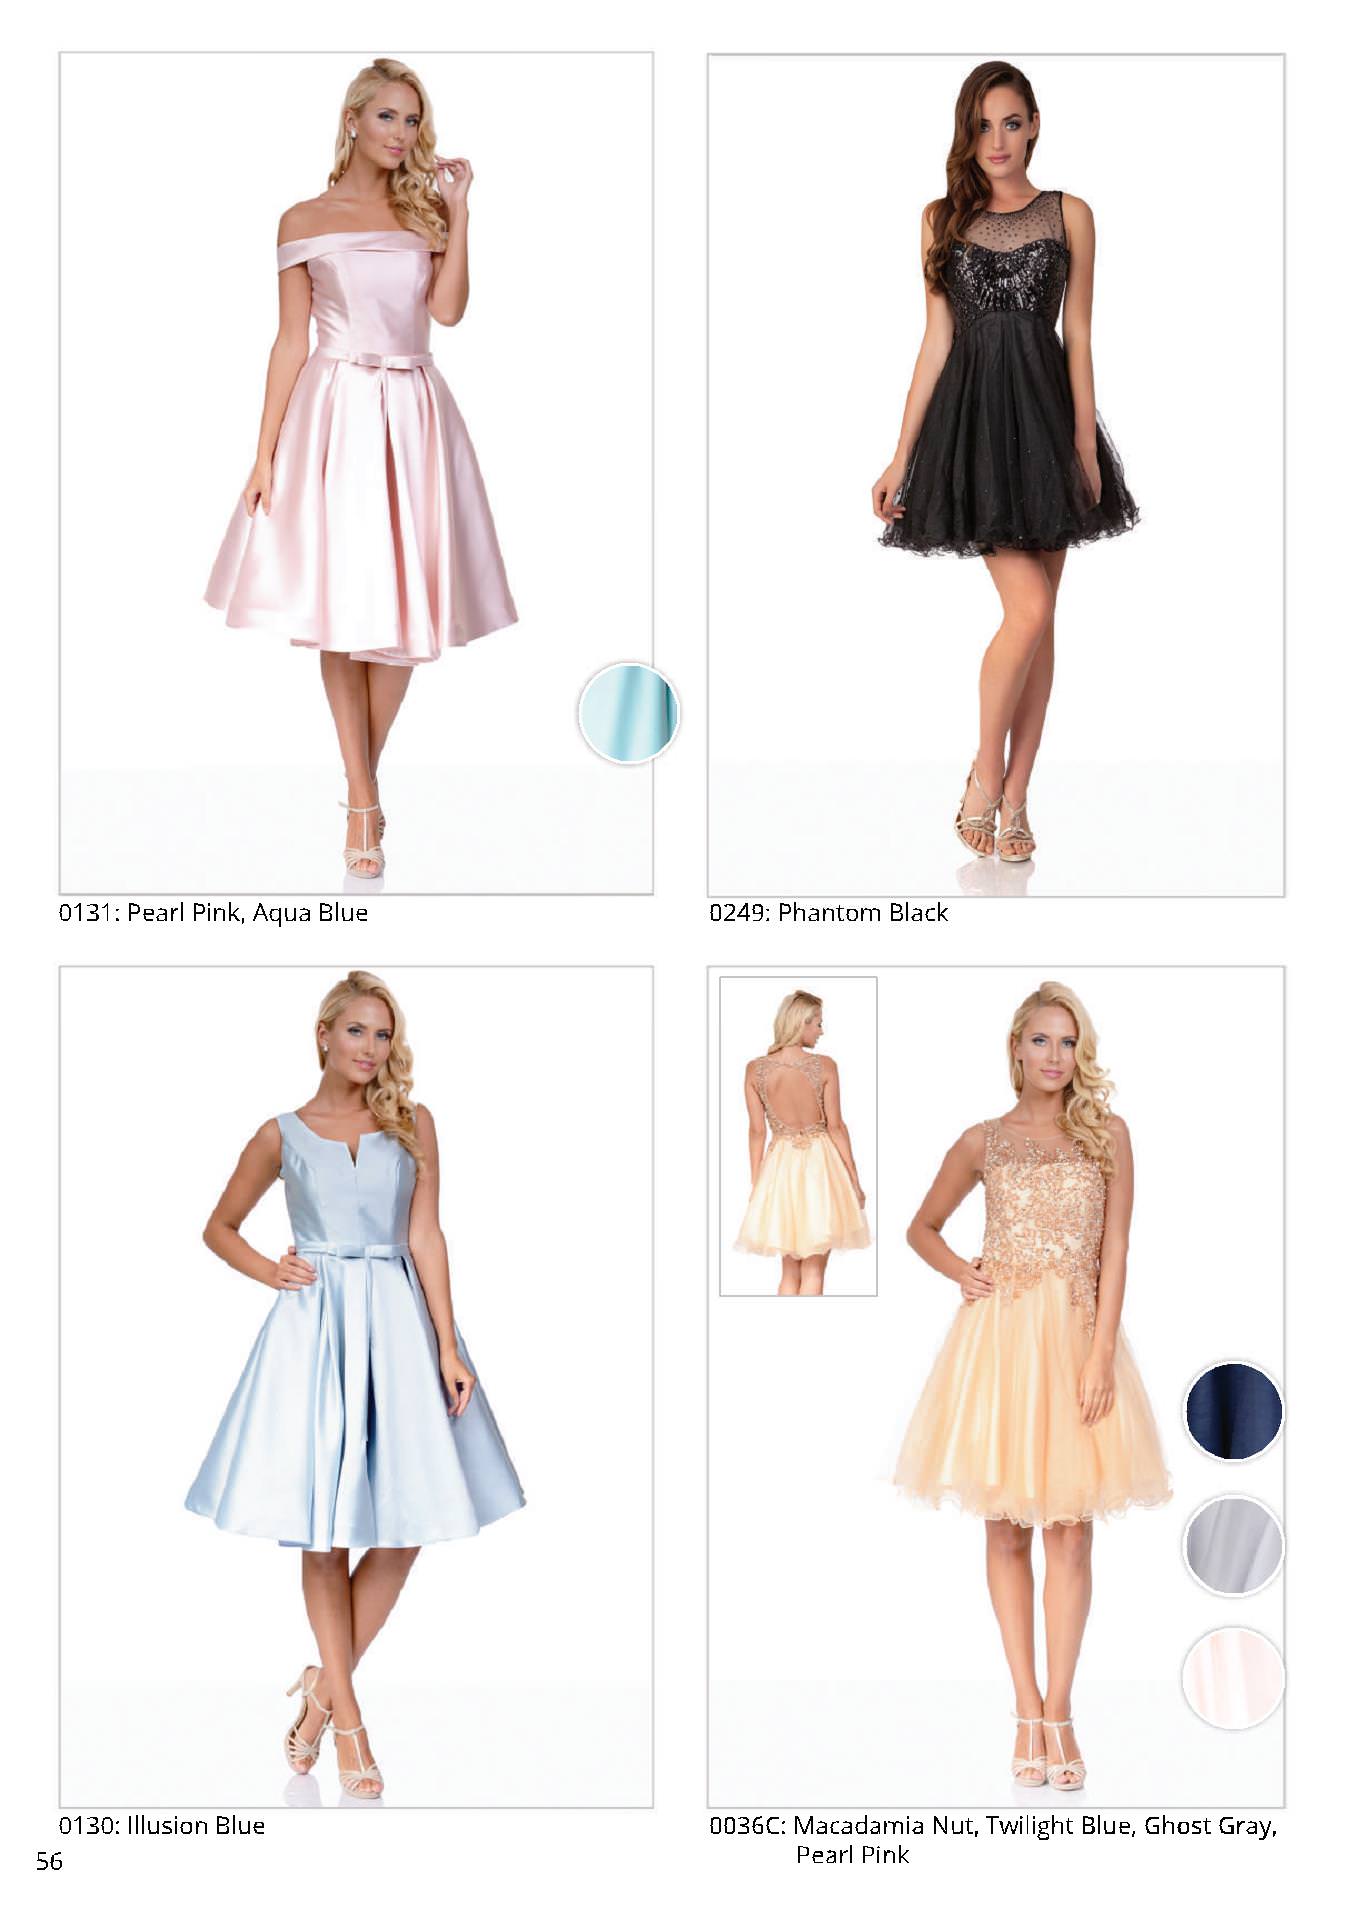 0131: Pearl Pink, Aqua Blue
0249: Phantom Black
0130: Illusion Blue
0036C: Macadamia Nut, Twilight Blue, Ghost Gray,
Pearl Pink
56